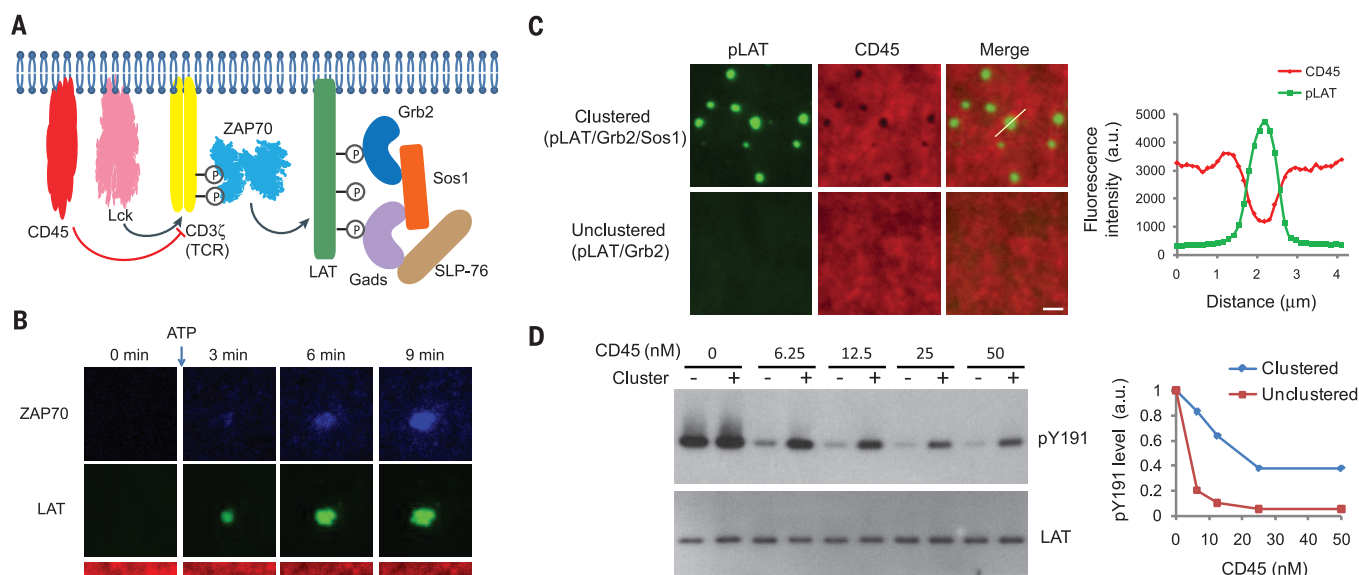 A
CD45
Lck
CD3ζ
(TCR)
ZAP70
P
P
LAT
P
P
P
Grb2
Sos1
Gads
SLP-76
B
ATP
0 min 3 min 6 min 9 min
ZAP70
LAT
C
pLAT CD45 Merge
Clustered
(pLAT/Grb2/Sos1)
Unclustered
(pLAT/Grb2)
CD45
pLAT
Fluorescence
intensity (a.u.)
5000
4000
3000
2000
1000
0
0 1 2 3 4
Distance (μm)
D
CD45 (nM) 0 6.25 12.5 25 50
Cluster - + - + - + - + - +
pY191
LAT
Clustered
Unclustered
pY191 level (a.u.)
1
0.8
0.6
0.4
0.2
0
0 10 20 30 40 50
CD45 (nM)